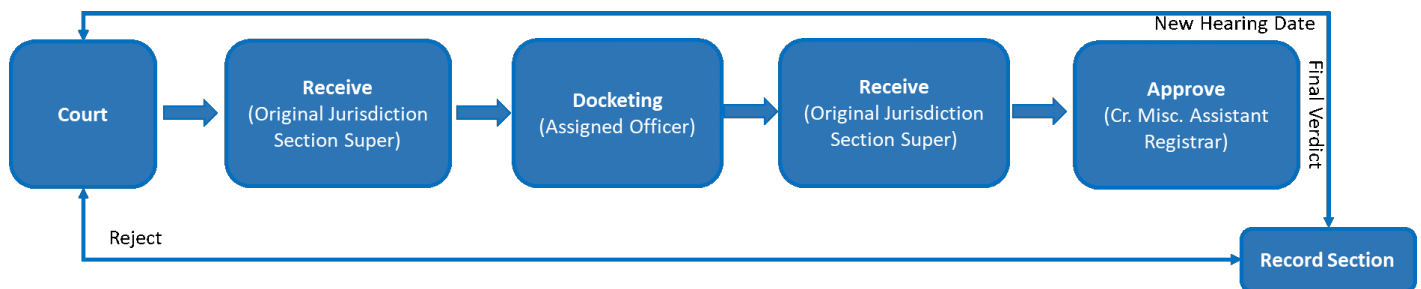 New Hearing Date
Court
Receive
(Original Jurisdiction
Section Super)
Docketing
(Assigned Officer)
Receive
(Original Jurisdiction
Section Super)
Approve
(Cr. Misc. Assistant
Registrar)
Final Verdict
Reject
Record Section